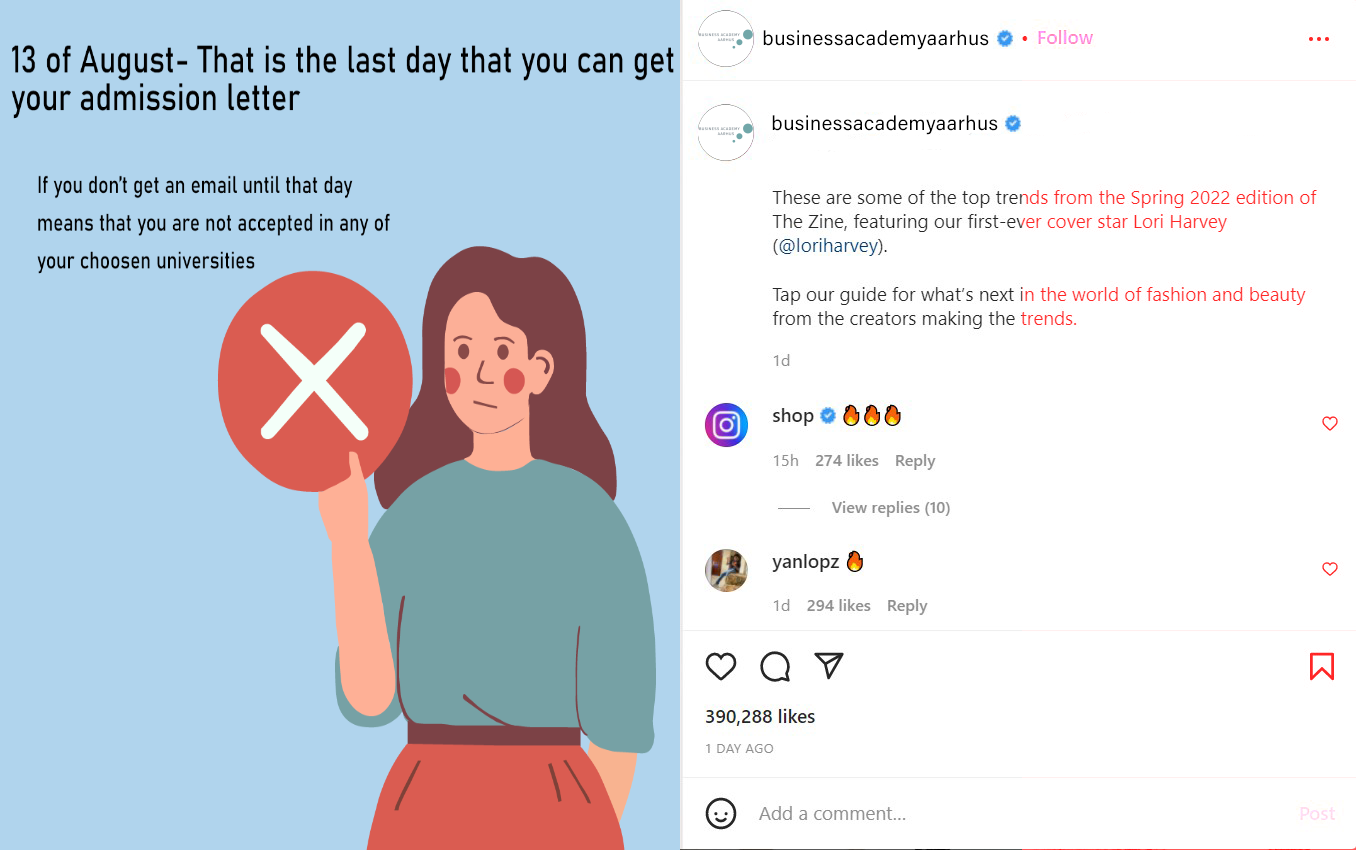 13 of August- That is the last day that you can get
your admission letter
If you don't get an email until that day
means that you are not accepted in any of
your choosen universities
BUSINESS ACADEMY
AARHUS
businessacademyaarhus • Follow
BUSINESS ACADEMY
AARHUS
businessacademyaarhus
These are some of the top trends from the Spring 2022 edition of
The Zine, featuring our first-ever cover star Lori Harvey
(@loriharvey).
Tap our guide for what's next in the world of fashion and beauty
from the creators making the trends.
1d
shop 🔥🔥🔥
15h 274 likes Reply
View replies (10)
yanlopz 🔥
1d 294 likes Reply
390,288 likes
1 DAY AGO
Add a comment... Post